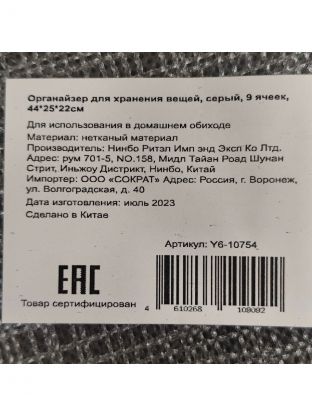 Органайзер для хранения вещей, серый, 9 ячеек,
44*25*22см
Для использования в домашнем обиходе
Материал: нетканый материал
Производитель: Нинбо Ритэл Имп энд Эксп Ко Лтд.
Адрес: рум 701-5, NO.158, Мидл Тайан Роад Шунан
Стрит, Иньжоу Дистрикт, Нинбо, Китай
Импортер: ООО «СОКРАТ» Адрес: Россия, г. Воронеж,
ул. Волгоградская, д. 40
Дата изготовления: июль 2023
Сделано в Китае
Артикул: Y6-10754
EAC
Товар сертифицирован
4 610268 109092